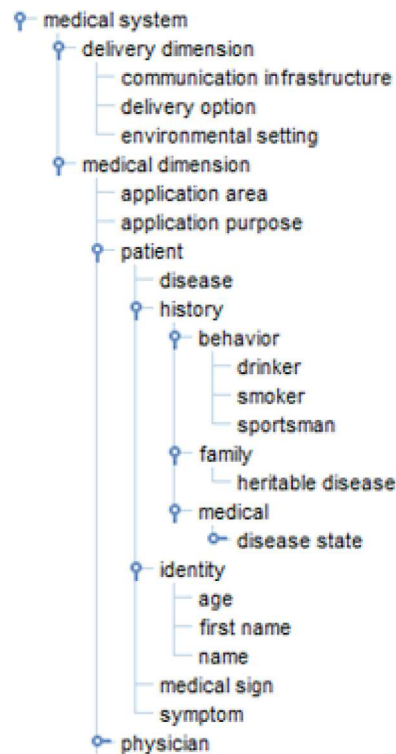 medical system
delivery dimension
communication infrastructure
delivery option
environmental setting
medical dimension
application area
application purpose
patient
disease
history
behavior
drinker
smoker
sportsman
family
heritable disease
medical
disease state
identity
age
first name
name
medical sign
symptom
physician